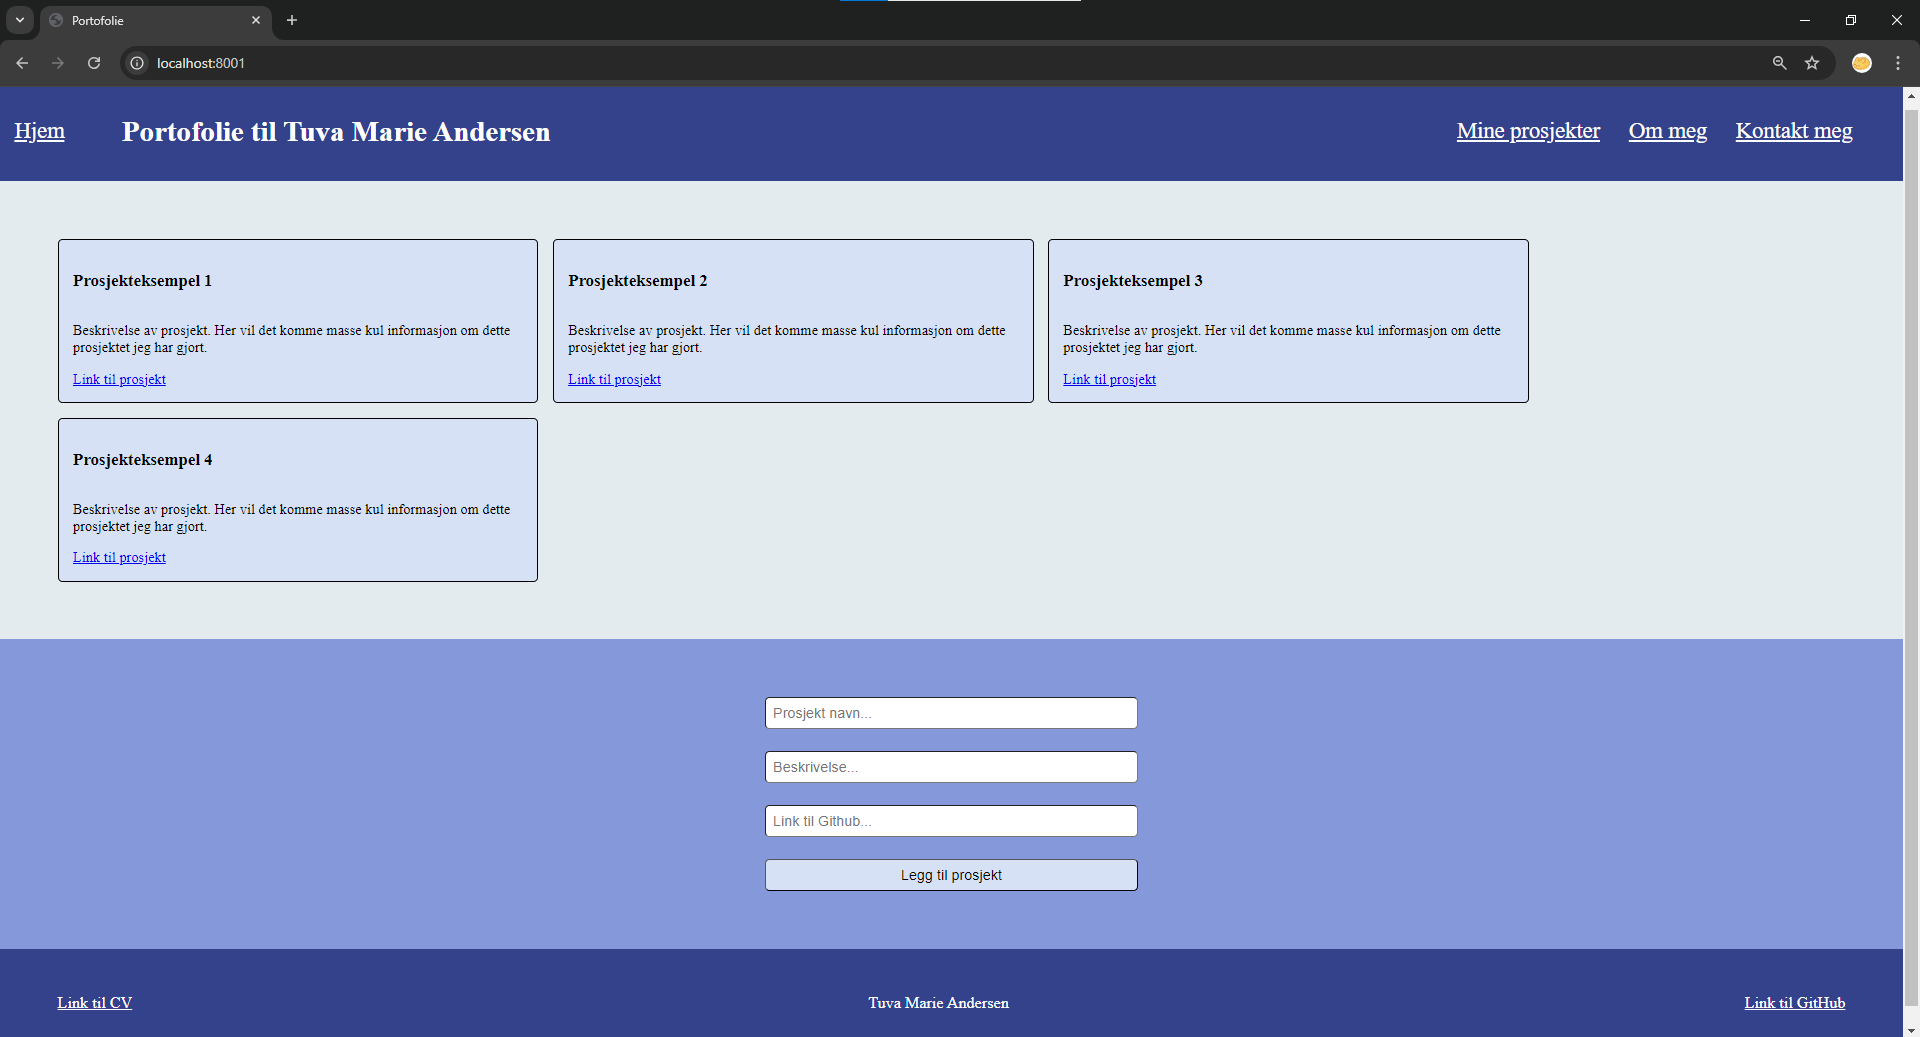 Portofolie
localhost:8001
Hjem Portofolie til Tuva Marie Andersen Mine prosjekter Om meg Kontakt meg
Prosjekteksempel 1
Beskrivelse av prosjekt. Her vil det komme masse kul informasjon om dette
prosjektet jeg har gjort.
Link til prosjekt
Prosjekteksempel 2
Beskrivelse av prosjekt. Her vil det komme masse kul informasjon om dette
prosjektet jeg har gjort.
Link til prosjekt
Prosjekteksempel 3
Beskrivelse av prosjekt. Her vil det komme masse kul informasjon om dette
prosjektet jeg har gjort.
Link til prosjekt
Prosjekteksempel 4
Beskrivelse av prosjekt. Her vil det komme masse kul informasjon om dette
prosjektet jeg har gjort.
Link til prosjekt
Prosjekt navn...
Beskrivelse...
Link til Github...
Legg til prosjekt
Link til CV Tuva Marie Andersen Link til GitHub